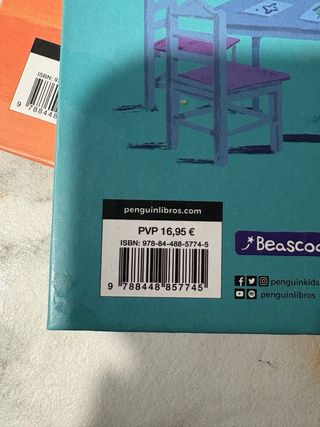 ISBN: 97
9 788448
penguinlibros.com
PVP 16,95 €
ISBN: 978-84-488-5774-5
9 788448 857745
Beascoa
penguinkids
penguinlibros